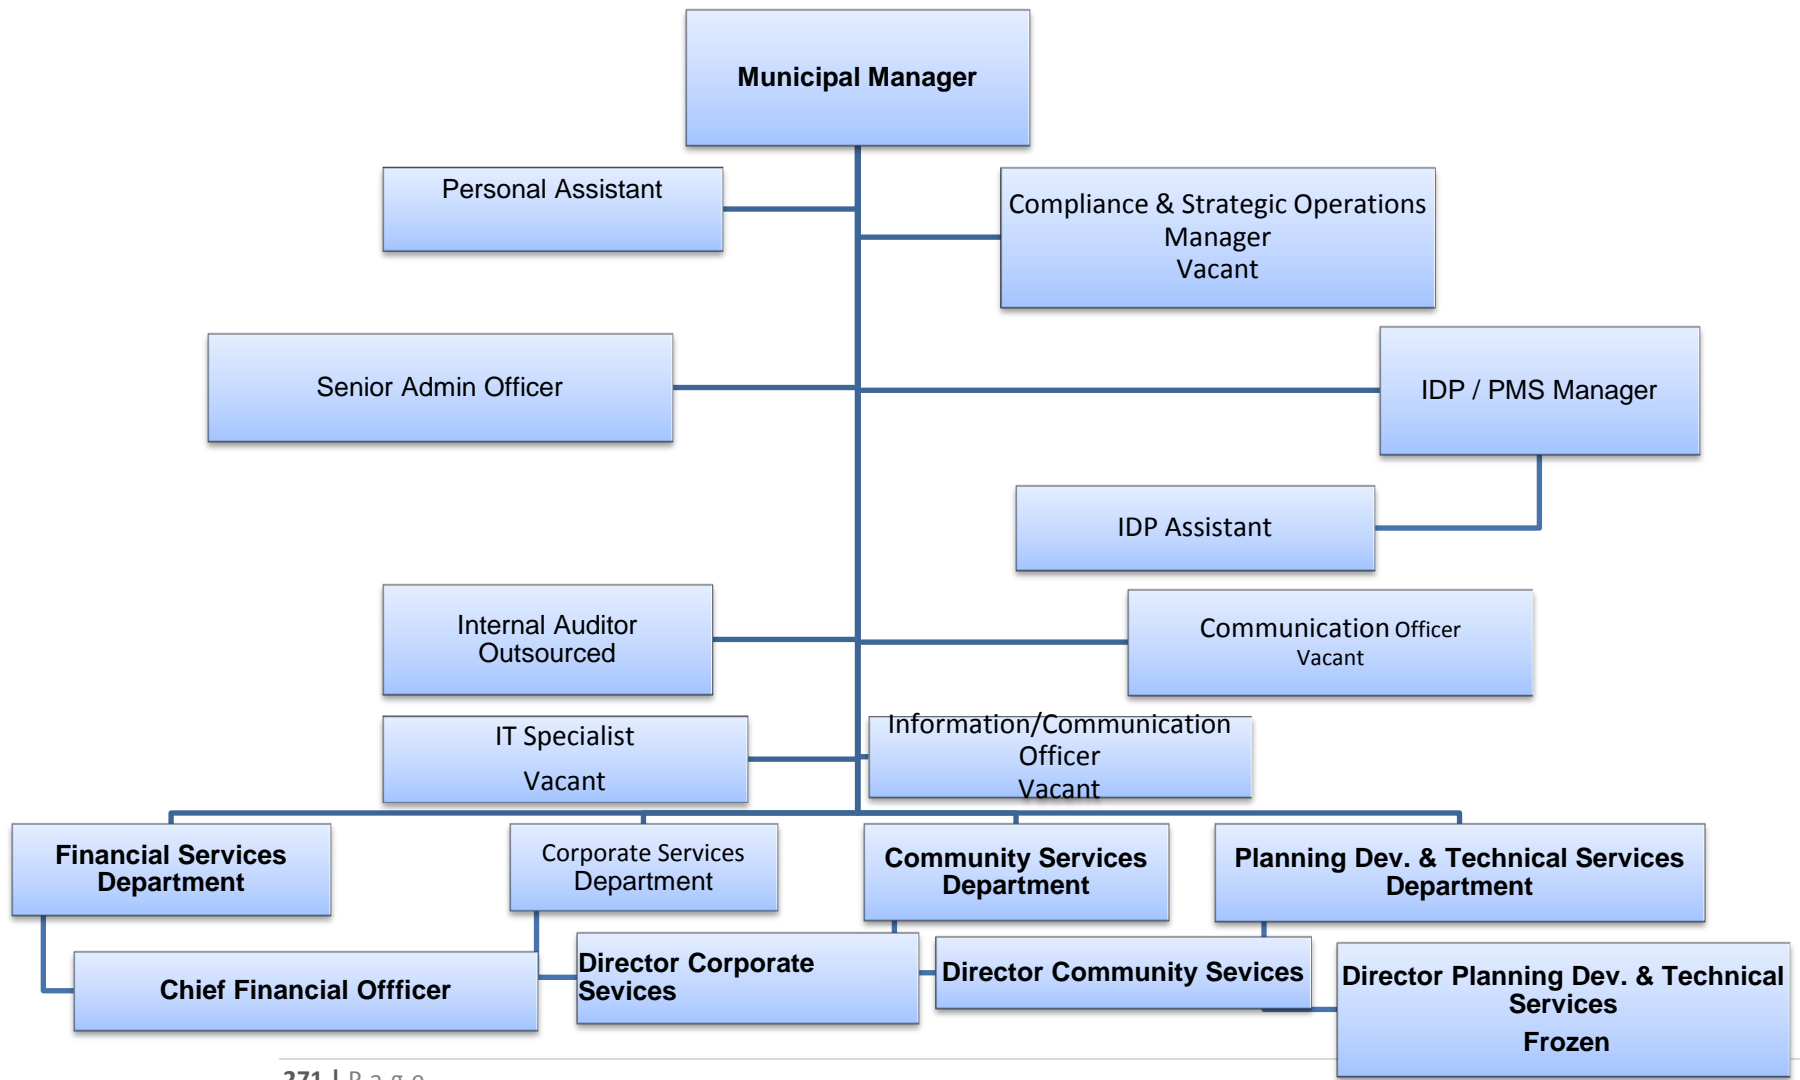 Municipal Manager
Personal Assistant
Compliance & Strategic Operations
Manager
Vacant
Senior Admin Officer
IDP / PMS Manager
IDP Assistant
Internal Auditor
Outsourced
Communication Officer
Vacant
IT Specialist
Vacant
Information/Communication
Officer
Vacant
Financial Services
Department
Corporate Services
Department
Community Services
Department
Planning Dev. & Technical Services
Department
Chief Financial Offficer
Director Corporate
Sevices
Director Community Sevices
Director Planning Dev. & Technical
Services
Frozen
271 | P a g e